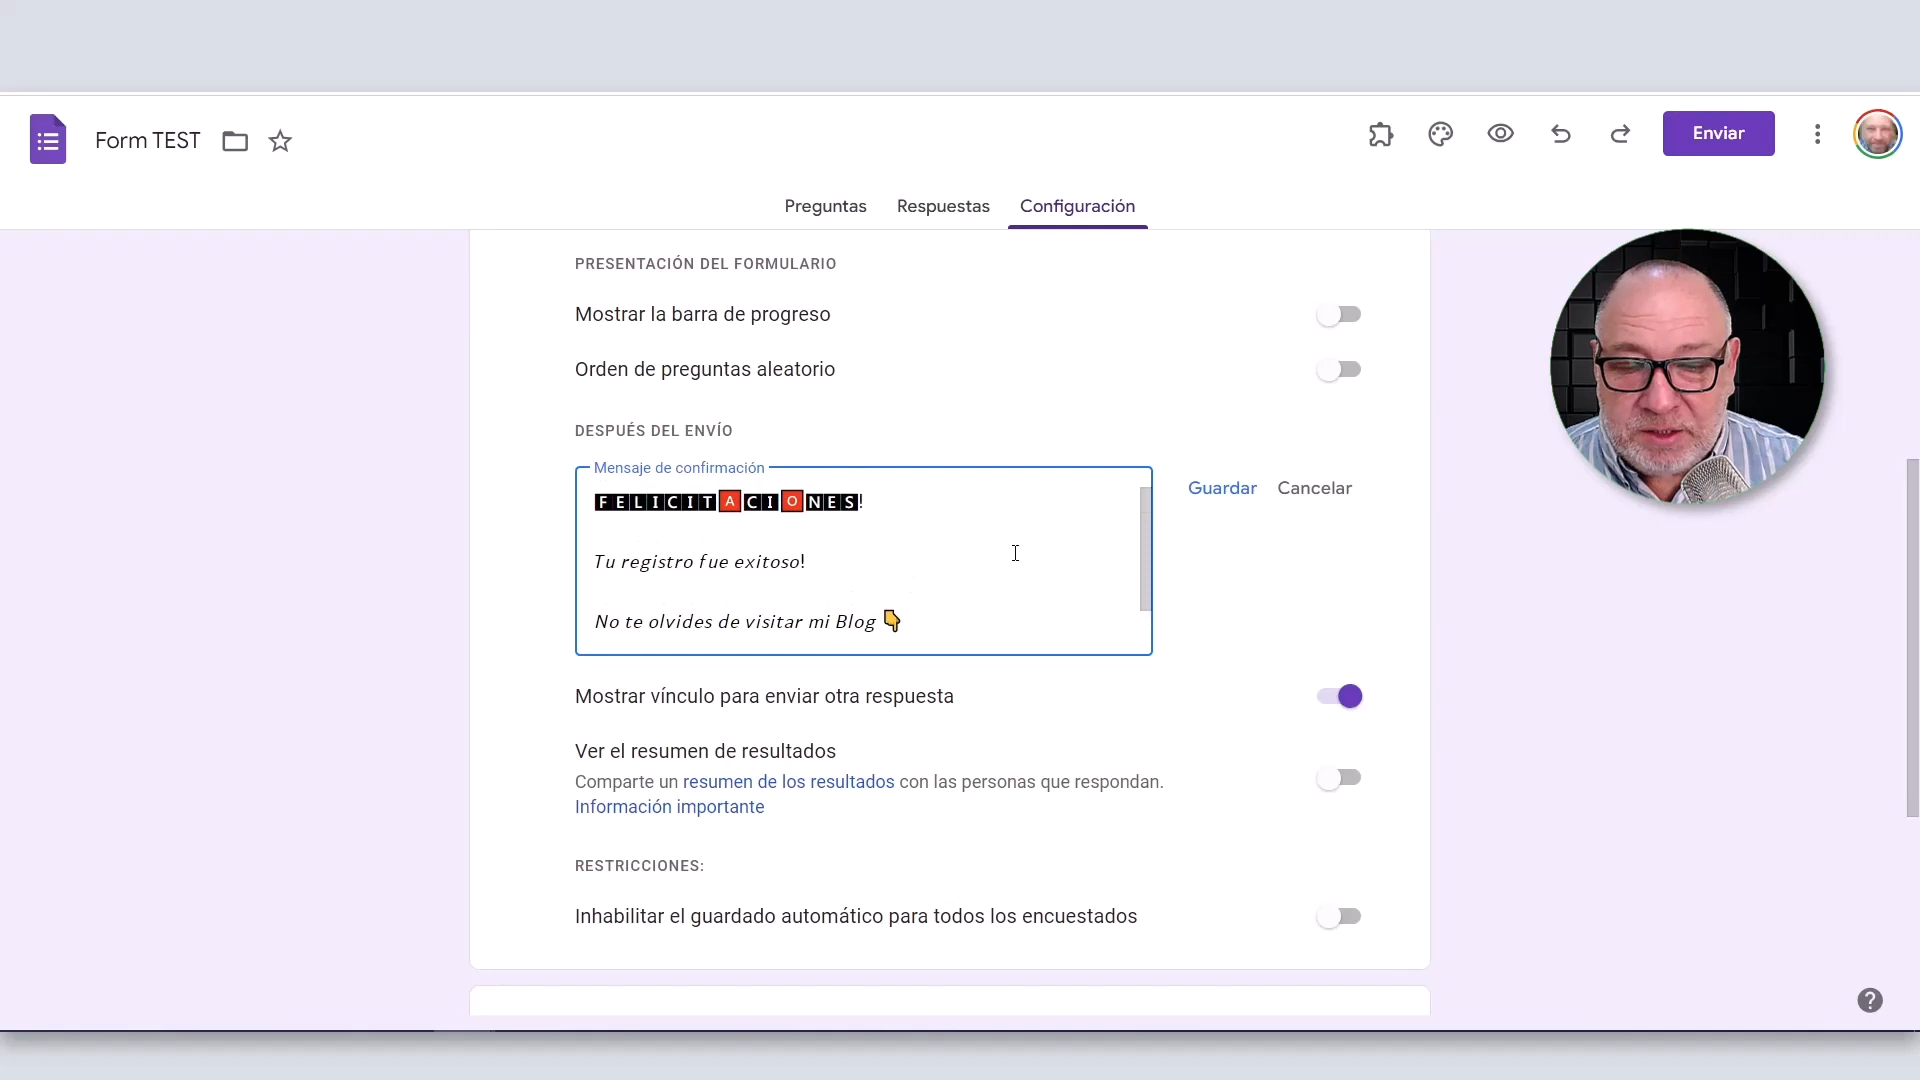 Form TEST
Enviar
Preguntas Respuestas Configuración
PRESENTACIÓN DEL FORMULARIO
Mostrar la barra de progreso
Orden de preguntas aleatorio
DESPUÉS DEL ENVÍO
Mensaje de confirmación
FELICITACIONES!
Tu registro fue exitoso!
No te olvides de visitar mi Blog 👇
Guardar Cancelar
Mostrar vínculo para enviar otra respuesta
Ver el resumen de resultados
Comparte un resumen de los resultados con las personas que respondan.
Información importante
RESTRICCIONES:
Inhabilitar el guardado automático para todos los encuestados